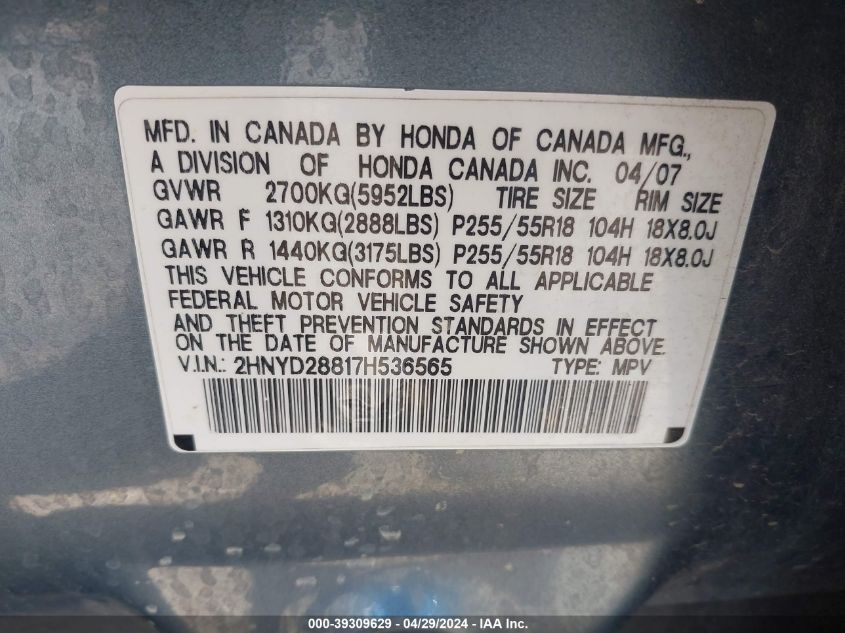 MFD. IN CANADA BY HONDA OF CANADA MFG.,
A DIVISION OF HONDA CANADA INC. 04/07
GVWR 2700KG(5952LBS) TIRE SIZE RIM SIZE
GAWR F 1310KG(2888LBS) P255/55R18 104H 18X8.0J
GAWR R 1440KG(3175LBS) P255/55R18 104H 18X8.0J
THIS VEHICLE CONFORMS TO ALL APPLICABLE
FEDERAL MOTOR VEHICLE SAFETY
AND THEFT PREVENTION STANDARDS IN EFFECT
ON THE DATE OF MANUFACTURE SHOWN ABOVE.
V.I.N.: 2HNYD28817H536565 TYPE: MPV
000-39309629 - 04/29/2024 - IAAI.com